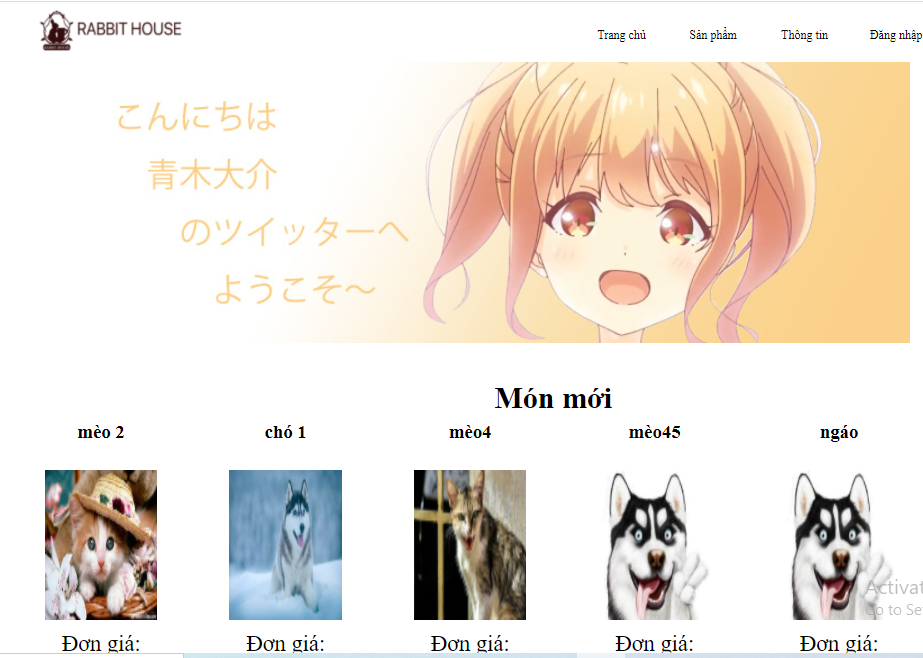 RABBIT HOUSE
Trang chủ Sản phẩm Thông tin Đăng nhập
こんにちは
青木大介
のツイッターへ
ようこそ～
Món mới
mèo 2 chó 1 mèo4 mèo45 ngáo
Đơn giá: Đơn giá: Đơn giá: Đơn giá: Đơn giá:
Activat
Go to Se